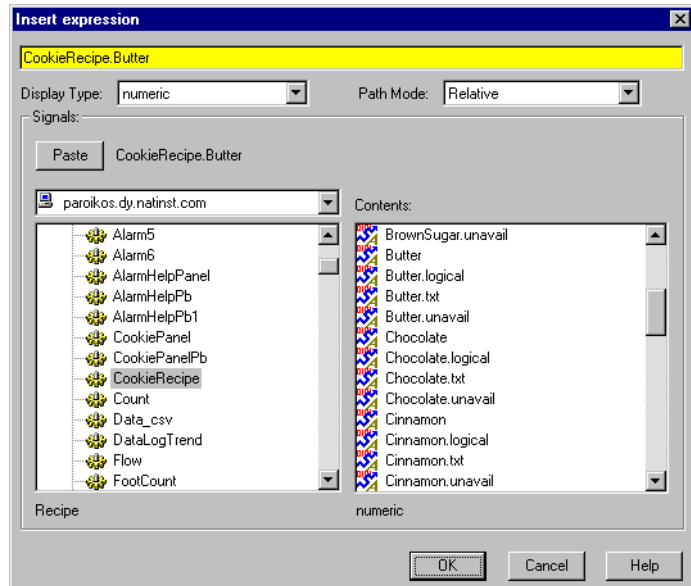 Insert expression
CookieRecipe.Butter
Display Type: numeric Path Mode: Relative
Signals:
Paste CookieRecipe.Butter
paroikos.dy.natinst.com
Contents:
Alarm5
Alarm6
AlarmHelpPanel
AlarmHelpPb
AlarmHelpPb1
CookiePanel
CookiePanelPb
CookieRecipe
Count
Data_csv
DataLogTrend
Flow
FootCount
BrownSugar.unavail
Butter
Butter.logical
Butter.txt
Butter.unavail
Chocolate
Chocolate.logical
Chocolate.txt
Chocolate.unavail
Cinnamon
Cinnamon.logical
Cinnamon.txt
Cinnamon.unavail
Recipe
numeric
OK Cancel Help